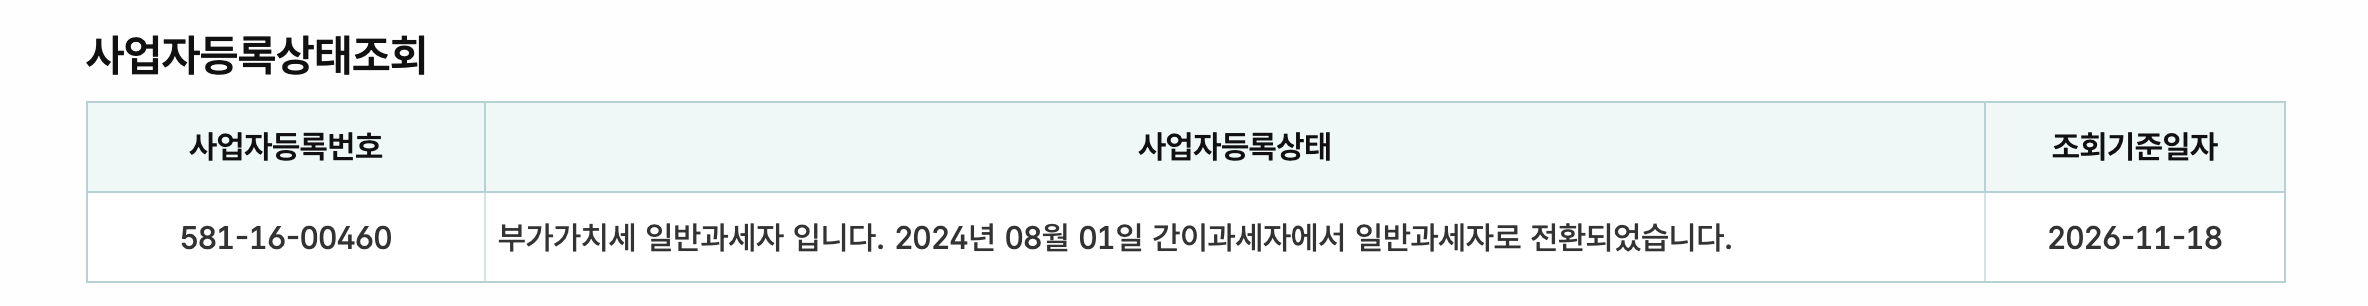 사업자등록상태조회
사업자등록번호 사업자등록상태 조회기준일자
581-16-00460 부가가치세 일반과세자 입니다. 2024년 08월 01일 간이과세자에서 일반과세자로 전환되었습니다. 2026-11-18